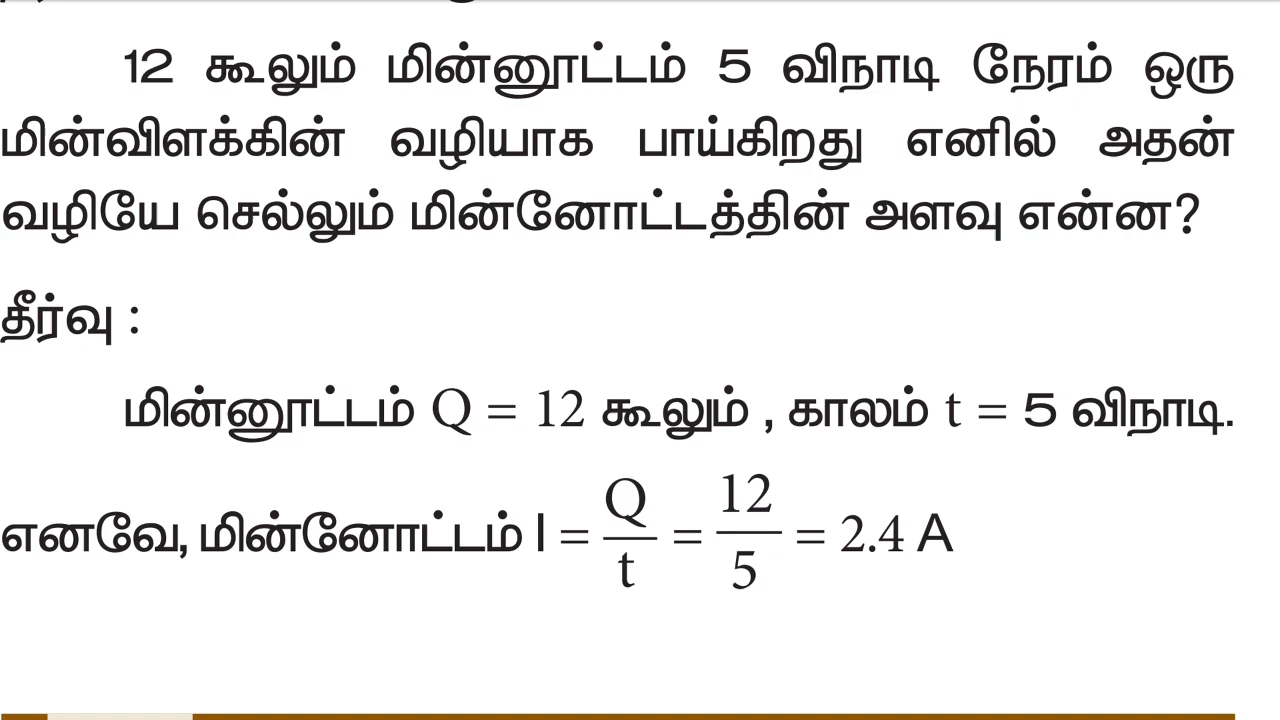 12 கூலும் மின்னூட்டம் 5 விநாடி நேரம் ஒரு
மின்விளக்கின் வழியாக பாய்கிறது எனில் அதன்
வழியே செல்லும் மின்னோட்டத்தின் அளவு என்ன?
தீர்வு :
மின்னூட்டம் Q = 12 கூலும் , காலம் t = 5 விநாடி.
எனவே, மின்னோட்டம் I = Q/t = 12/5 = 2.4 A